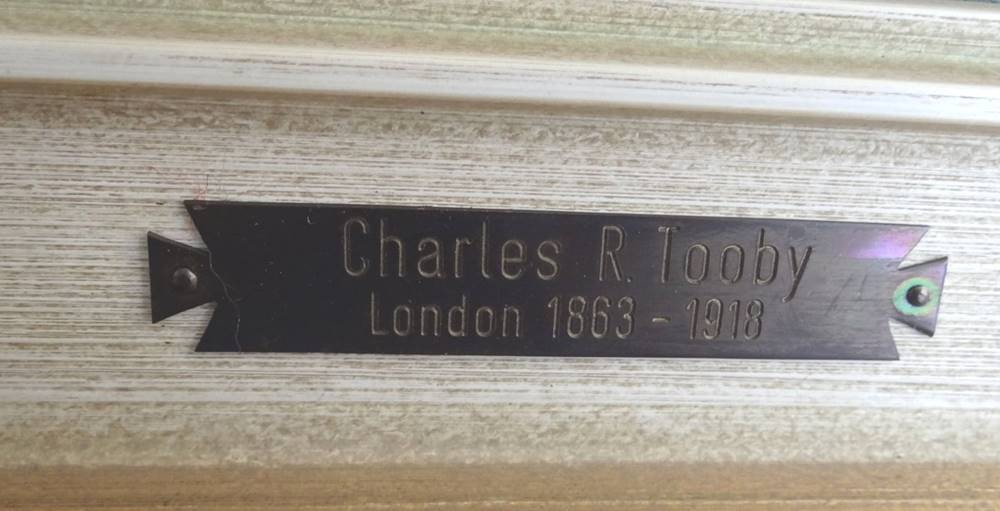 Charles R. Tooby
London 1863 - 1918